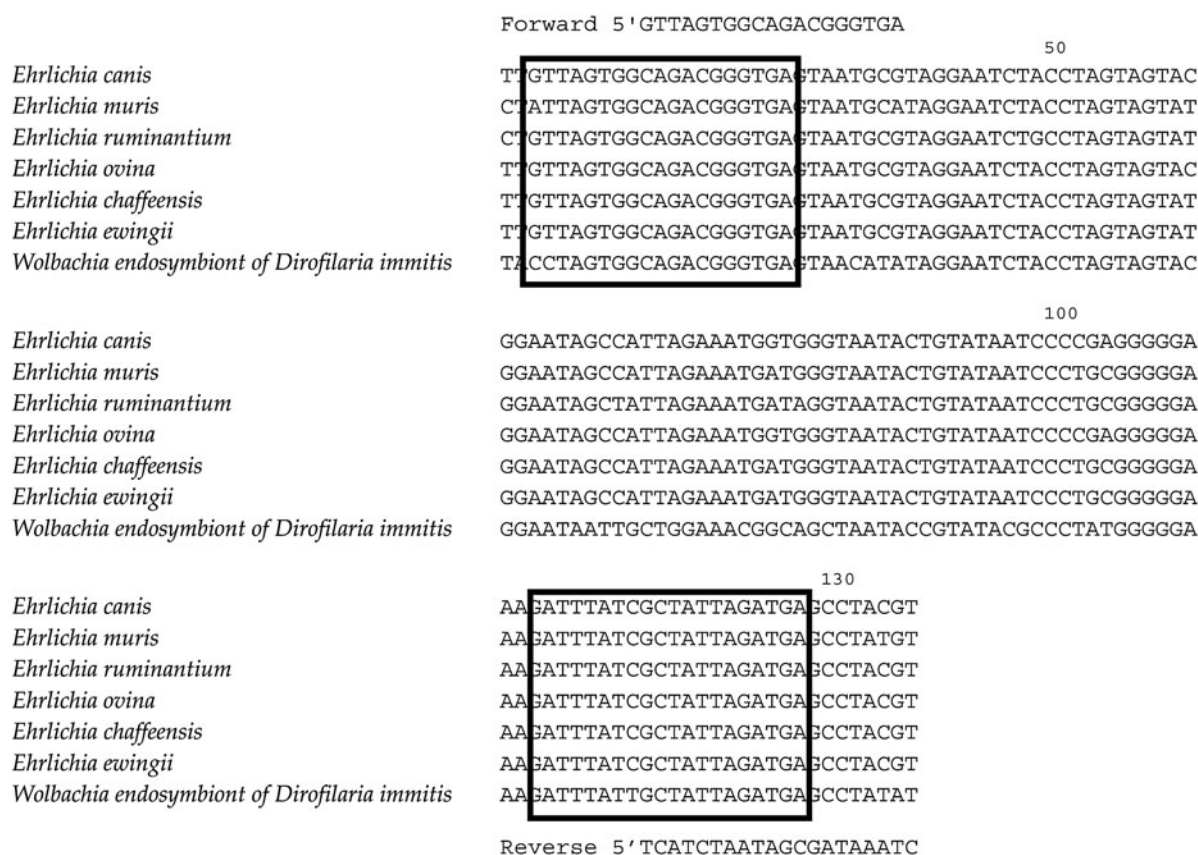 Forward 5'GTTAGTGGCAGACGGGTGA
50
Ehrlichia canis TTGTTAGTGGCAGACGGGTGAGTAATGCGTAGGAATCTACCTAGTAGTAC
Ehrlichia muris CTATTAGTGGCAGACGGGTGAGTAATGCATAGGAATCTACCTAGTAGTAT
Ehrlichia ruminantium CTGTTAGTGGCAGACGGGTGAGTAATGCGTAGGAATCTGCCTAGTAGTAT
Ehrlichia ovina TTGTTAGTGGCAGACGGGTGAGTAATGCGTAGGAATCTACCTAGTAGTAC
Ehrlichia chaffeensis TTGTTAGTGGCAGACGGGTGAGTAATGCGTAGGAATCTACCTAGTAGTAT
Ehrlichia ewingii TTGTTAGTGGCAGACGGGTGAGTAATGCGTAGGAATCTACCTAGTAGTAT
Wolbachia endosymbiont of Dirofilaria immitis TACCTAGTGGCAGACGGGTGAGTAACATATAGGAATCTACCTAGTAGTAC
100
Ehrlichia canis GGAATAGCCATTAGAAATGGTGGGTAATACTGTATAATCCCCGAGGGGGA
Ehrlichia muris GGAATAGCCATTAGAAATGATGGGTAATACTGTATAATCCCTGCGGGGGA
Ehrlichia ruminantium GGAATAGCTATTAGAAATGATAGGTAATACTGTATAATCCCTGCGGGGGA
Ehrlichia ovina GGAATAGCCATTAGAAATGGTGGGTAATACTGTATAATCCCCGAGGGGGA
Ehrlichia chaffeensis GGAATAGCCATTAGAAATGATGGGTAATACTGTATAATCCCTGCGGGGGA
Ehrlichia ewingii GGAATAGCCATTAGAAATGATGGGTAATACTGTATAATCCCTGCGGGGGA
Wolbachia endosymbiont of Dirofilaria immitis GGAATAATTGCTGGAAACGGCAGCTAATACCGTATACGCCCTATGGGGGA
130
Ehrlichia canis AAGATTTATCGCTATTAGATGAGCCTACGT
Ehrlichia muris AAGATTTATCGCTATTAGATGAGCCTATGT
Ehrlichia ruminantium AAGATTTATCGCTATTAGATGAGCCTACGT
Ehrlichia ovina AAGATTTATCGCTATTAGATGAGCCTACGT
Ehrlichia chaffeensis AAGATTTATCGCTATTAGATGAGCCTACGT
Ehrlichia ewingii AAGATTTATCGCTATTAGATGAGCCTACGT
Wolbachia endosymbiont of Dirofilaria immitis AAGATTTATTGCTATTAGATGAGCCTATAT
Reverse 5’TCATCTAATAGCGATAAATC